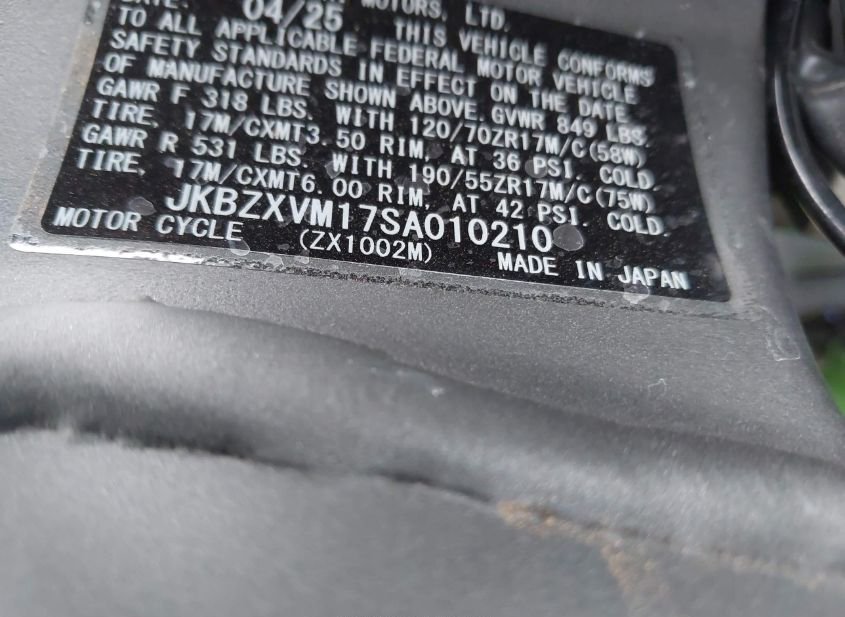 DATE: 04/25 MOTORS, LTD.
THIS VEHICLE CONFORMS
TO ALL APPLICABLE FEDERAL MOTOR VEHICLE
SAFETY STANDARDS IN EFFECT ON THE DATE
OF MANUFACTURE SHOWN ABOVE. GVWR 849 LBS.
GAWR F 318 LBS. WITH 120/70ZR17M/C(58W)
TIRE, 17M/CXMT3.50 RIM, AT 36 PSI. COLD.
GAWR R 531 LBS. WITH 190/55ZR17M/C(75W)
TIRE, 17M/CXMT6.00 RIM, AT 42 PSI. COLD.
JKBZXVM17SA010210
MOTOR CYCLE (ZX1002M) MADE IN JAPAN